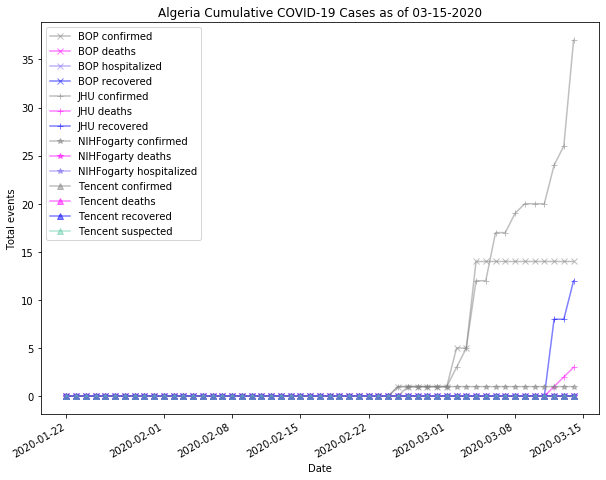 Algeria Cumulative COVID-19 Cases as of 03-15-2020
BOP confirmed
BOP deaths
BOP hospitalized
BOP recovered
JHU confirmed
JHU deaths
JHU recovered
NIHFogarty confirmed
NIHFogarty deaths
NIHFogarty hospitalized
Tencent confirmed
Tencent deaths
Tencent recovered
Tencent suspected
Total events
35
30
25
20
15
10
5
0
2020-01-22
2020-02-01
2020-02-08
2020-02-15
2020-02-22
2020-03-01
2020-03-08
2020-03-15
Date